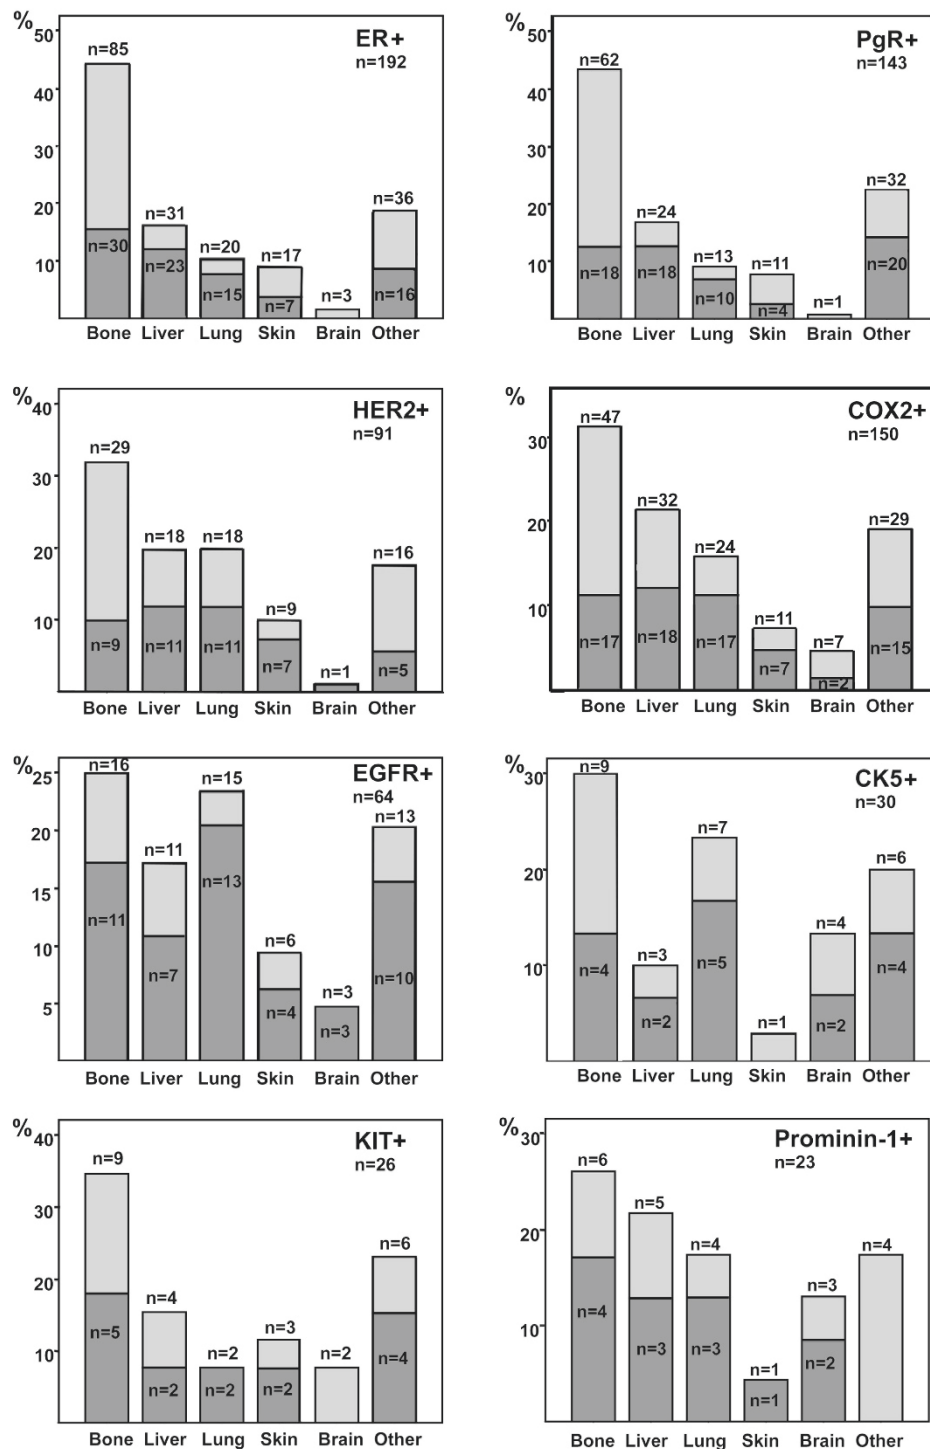 %
50
40
30
20
10
ER+
n=192
n=85
n=31
n=20
n=17
n=3
n=36
n=30
n=23
n=15
n=7
n=16
Bone Liver Lung Skin Brain Other
%
50
40
30
20
10
PgR+
n=143
n=62
n=24
n=13
n=11
n=1
n=32
n=18
n=18
n=10
n=4
n=20
Bone Liver Lung Skin Brain Other
%
40
30
20
10
HER2+
n=91
n=29
n=18
n=18
n=9
n=1
n=16
n=9
n=11
n=11
n=7
n=5
Bone Liver Lung Skin Brain Other
%
30
20
10
COX2+
n=150
n=47
n=32
n=24
n=11
n=7
n=29
n=17
n=18
n=17
n=7
n=2
n=15
Bone Liver Lung Skin Brain Other
%
25
20
15
10
5
EGFR+
n=64
n=16
n=11
n=15
n=6
n=3
n=13
n=11
n=7
n=13
n=4
n=3
n=10
Bone Liver Lung Skin Brain Other
%
30
20
10
CK5+
n=30
n=9
n=3
n=7
n=1
n=4
n=6
n=4
n=2
n=5
n=2
n=4
Bone Liver Lung Skin Brain Other
%
40
30
20
10
KIT+
n=26
n=9
n=4
n=2
n=3
n=2
n=6
n=5
n=2
n=2
n=2
n=4
Bone Liver Lung Skin Brain Other
%
30
20
10
Prominin-1+
n=23
n=6
n=5
n=4
n=1
n=3
n=4
n=4
n=3
n=3
n=1
n=2
Bone Liver Lung Skin Brain Other